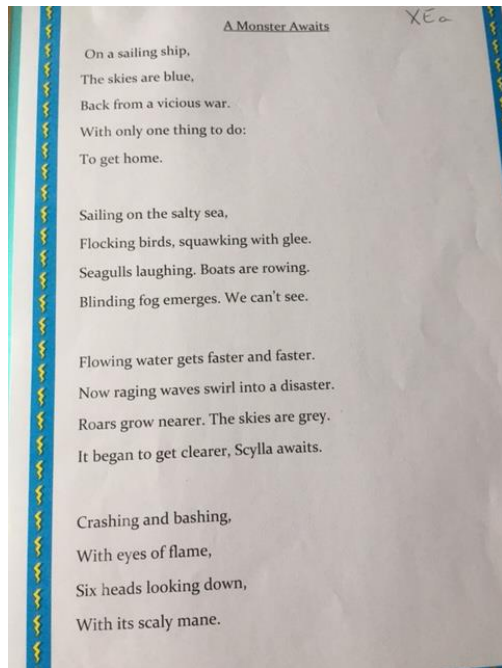 A Monster Awaits
XEa
On a sailing ship,
The skies are blue,
Back from a vicious war.
With only one thing to do:
To get home.
Sailing on the salty sea,
Flocking birds, squawking with glee.
Seagulls laughing. Boats are rowing.
Blinding fog emerges. We can't see.
Flowing water gets faster and faster.
Now raging waves swirl into a disaster.
Roars grow nearer. The skies are grey.
It began to get clearer, Scylla awaits.
Crashing and bashing,
With eyes of flame,
Six heads looking down,
With its scaly mane.